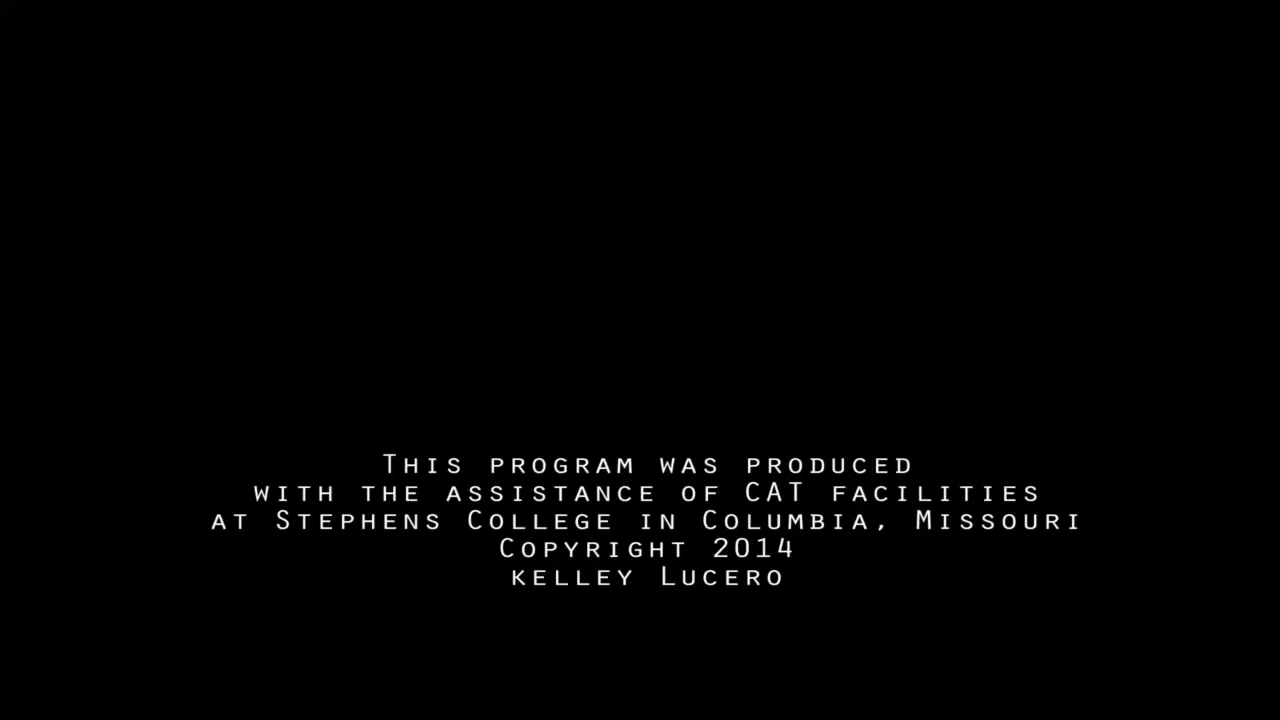 This program was produced
with the assistance of CAT facilities
at Stephens College in Columbia, Missouri
Copyright 2014
kelley Lucero